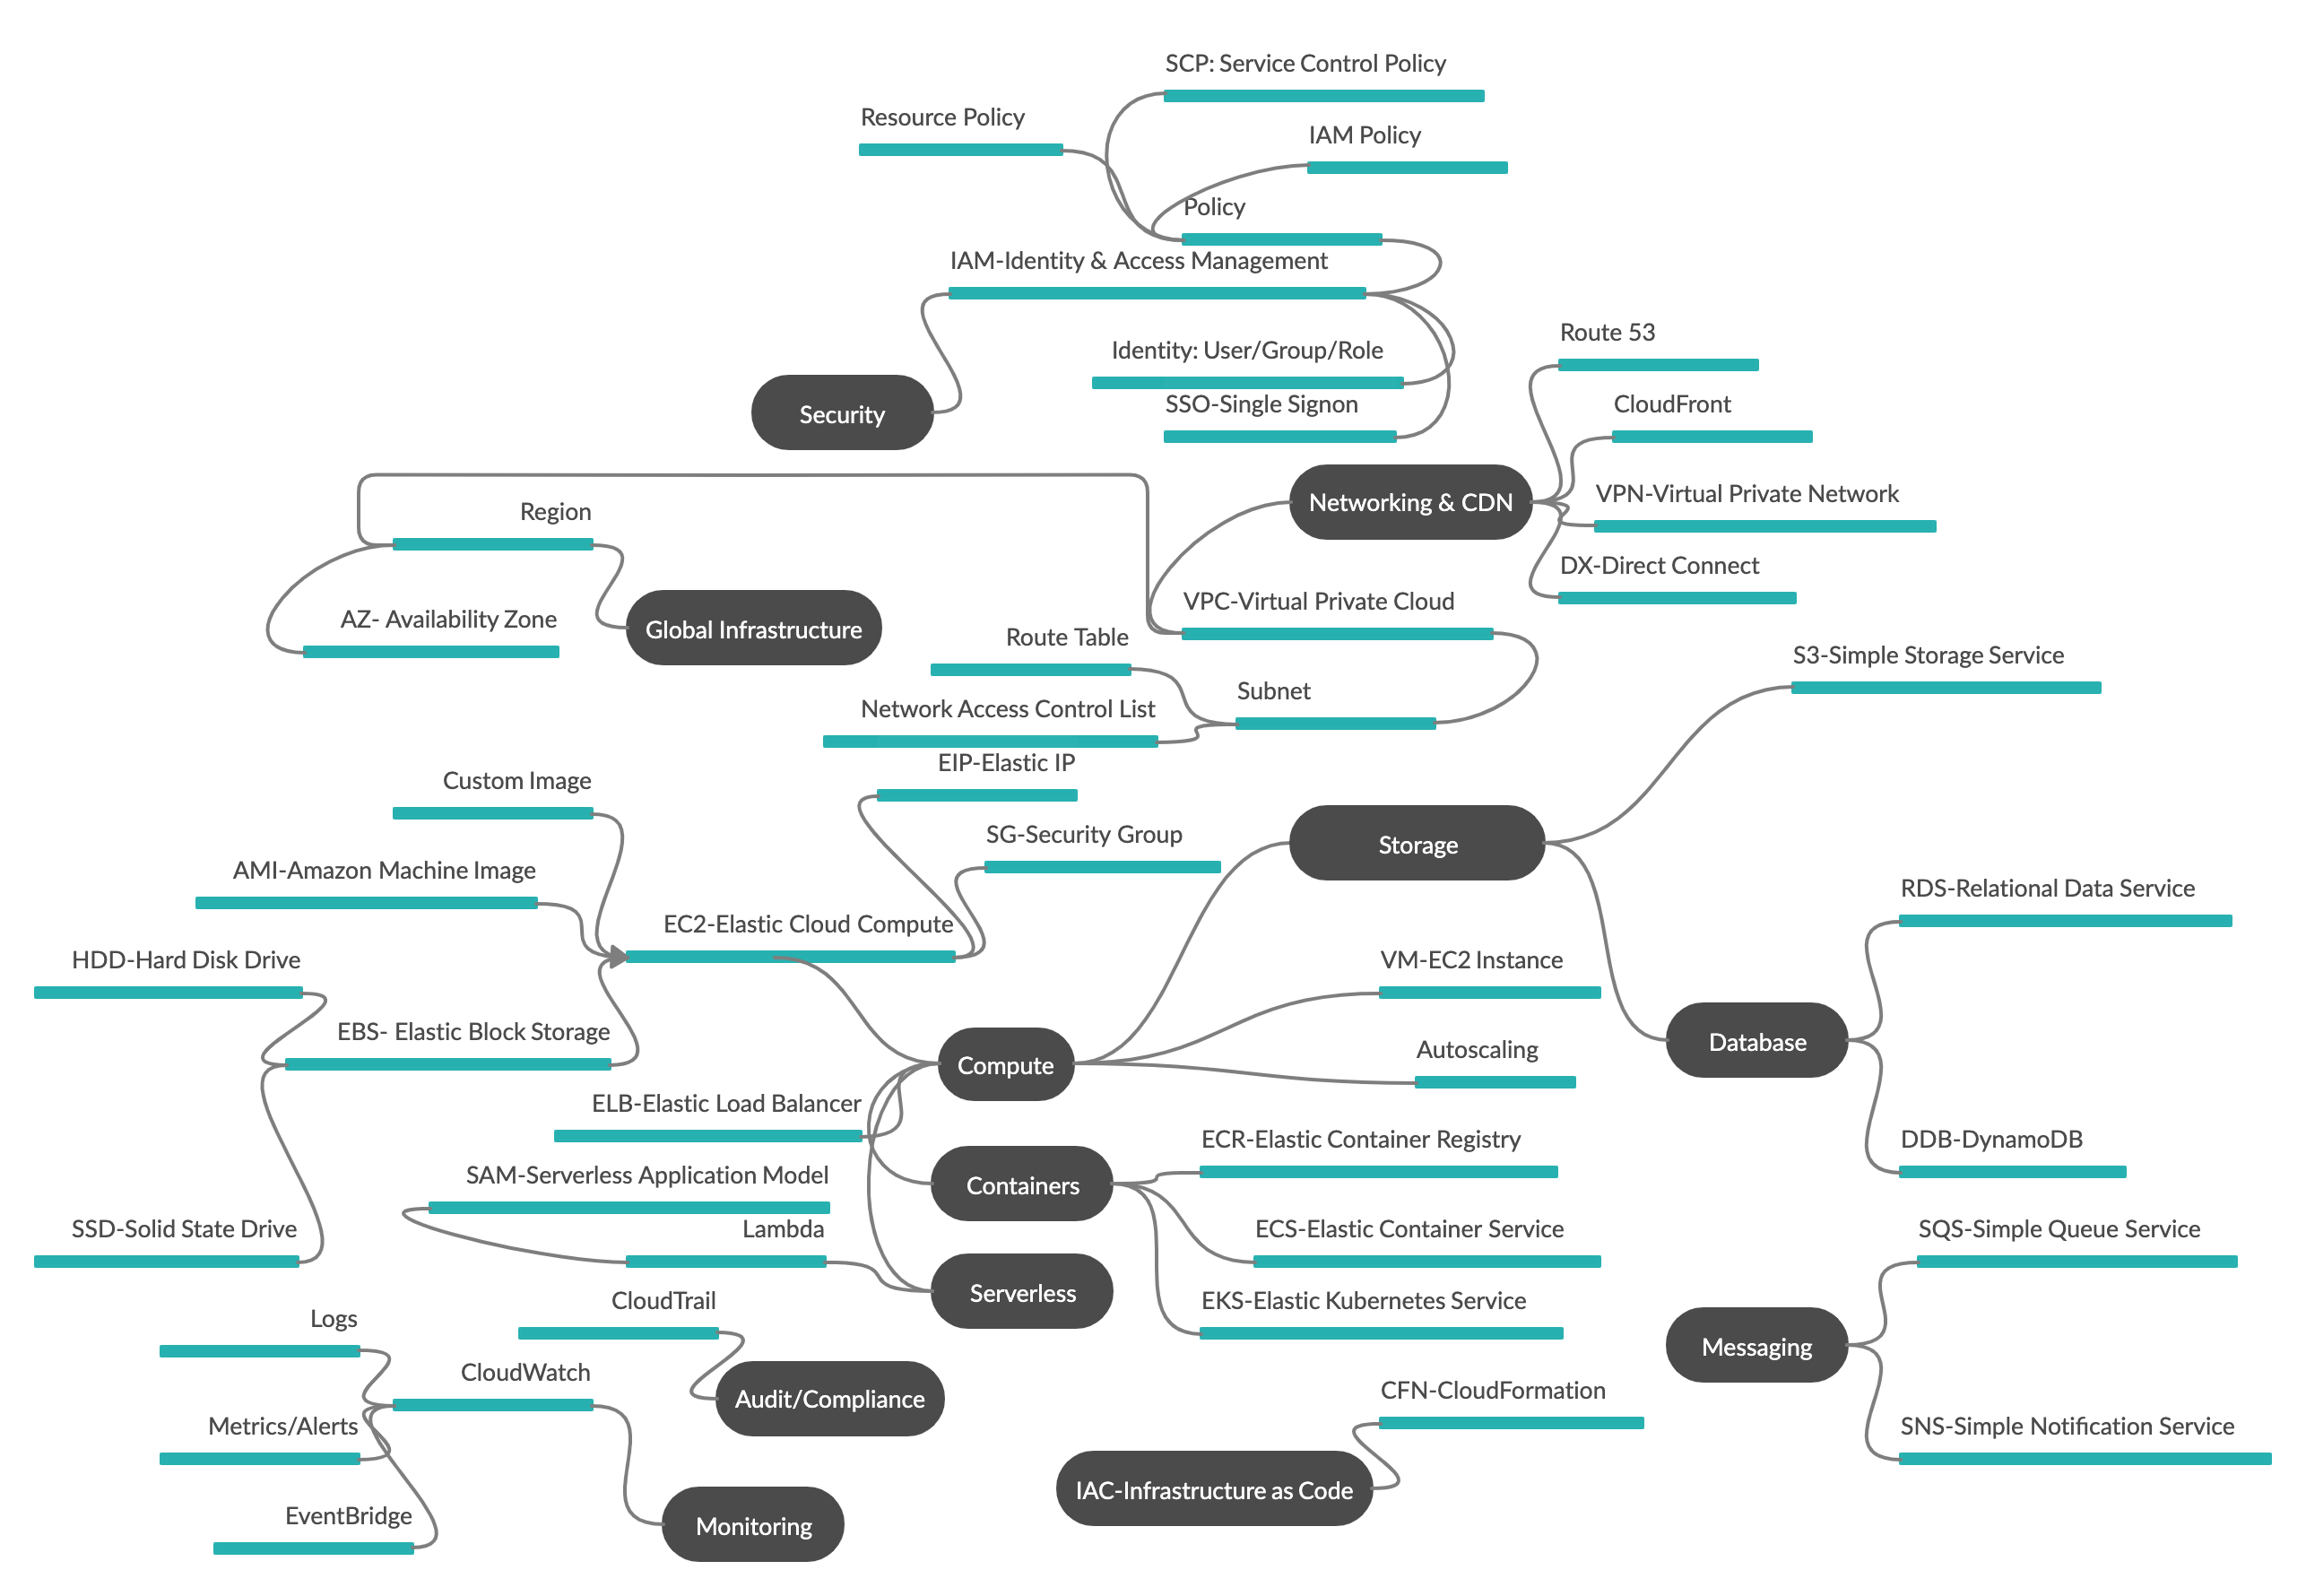 SCP: Service Control Policy
Resource Policy
IAM Policy
Policy
IAM-Identity & Access Management
Route 53
Identity: User/Group/Role
SSO-Single Signon
CloudFront
Security
VPN-Virtual Private Network
Networking & CDN
Region
DX-Direct Connect
VPC-Virtual Private Cloud
AZ- Availability Zone
Global Infrastructure
Route Table
S3-Simple Storage Service
Subnet
Network Access Control List
EIP-Elastic IP
Custom Image
SG-Security Group
Storage
AMI-Amazon Machine Image
RDS-Relational Data Service
EC2-Elastic Cloud Compute
HDD-Hard Disk Drive
VM-EC2 Instance
EBS- Elastic Block Storage
Database
Autoscaling
Compute
ELB-Elastic Load Balancer
ECR-Elastic Container Registry
DDB-DynamoDB
SAM-Serverless Application Model
Containers
SSD-Solid State Drive
Lambda
ECS-Elastic Container Service
SQS-Simple Queue Service
Serverless
CloudTrail
EKS-Elastic Kubernetes Service
Logs
Messaging
CloudWatch
Audit/Compliance
CFN-CloudFormation
Metrics/Alerts
SNS-Simple Notification Service
IAC-Infrastructure as Code
EventBridge
Monitoring